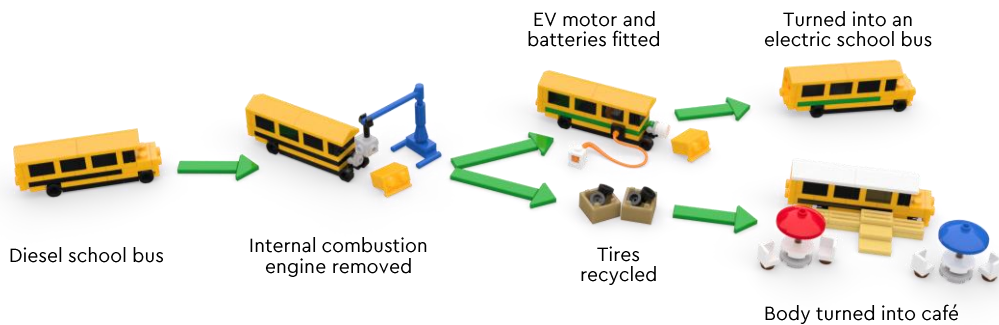 Diesel school bus
Internal combustion
engine removed
EV motor and
batteries fitted
Turned into an
electric school bus
Tires
recycled
Body turned into café